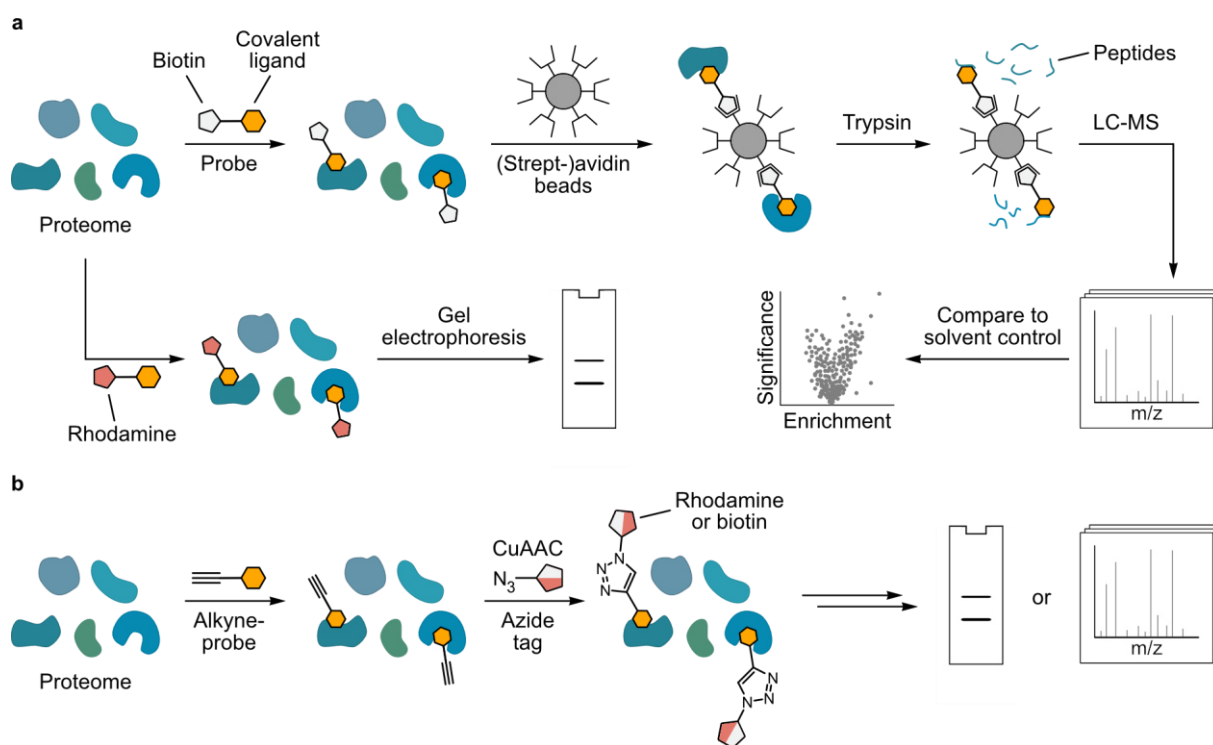 a
Biotin
Covalent
ligand
Probe
Proteome
(Strept-)avidin
beads
Trypsin
Peptides
LC-MS
Rhodamine
Gel
electrophoresis
Significance
Enrichment
Compare to
solvent control
m/z
b
Proteome
Alkyne-
probe
CuAAC
N3
Azide
tag
Rhodamine
or biotin
N
N
N
N
N
N
or
m/z